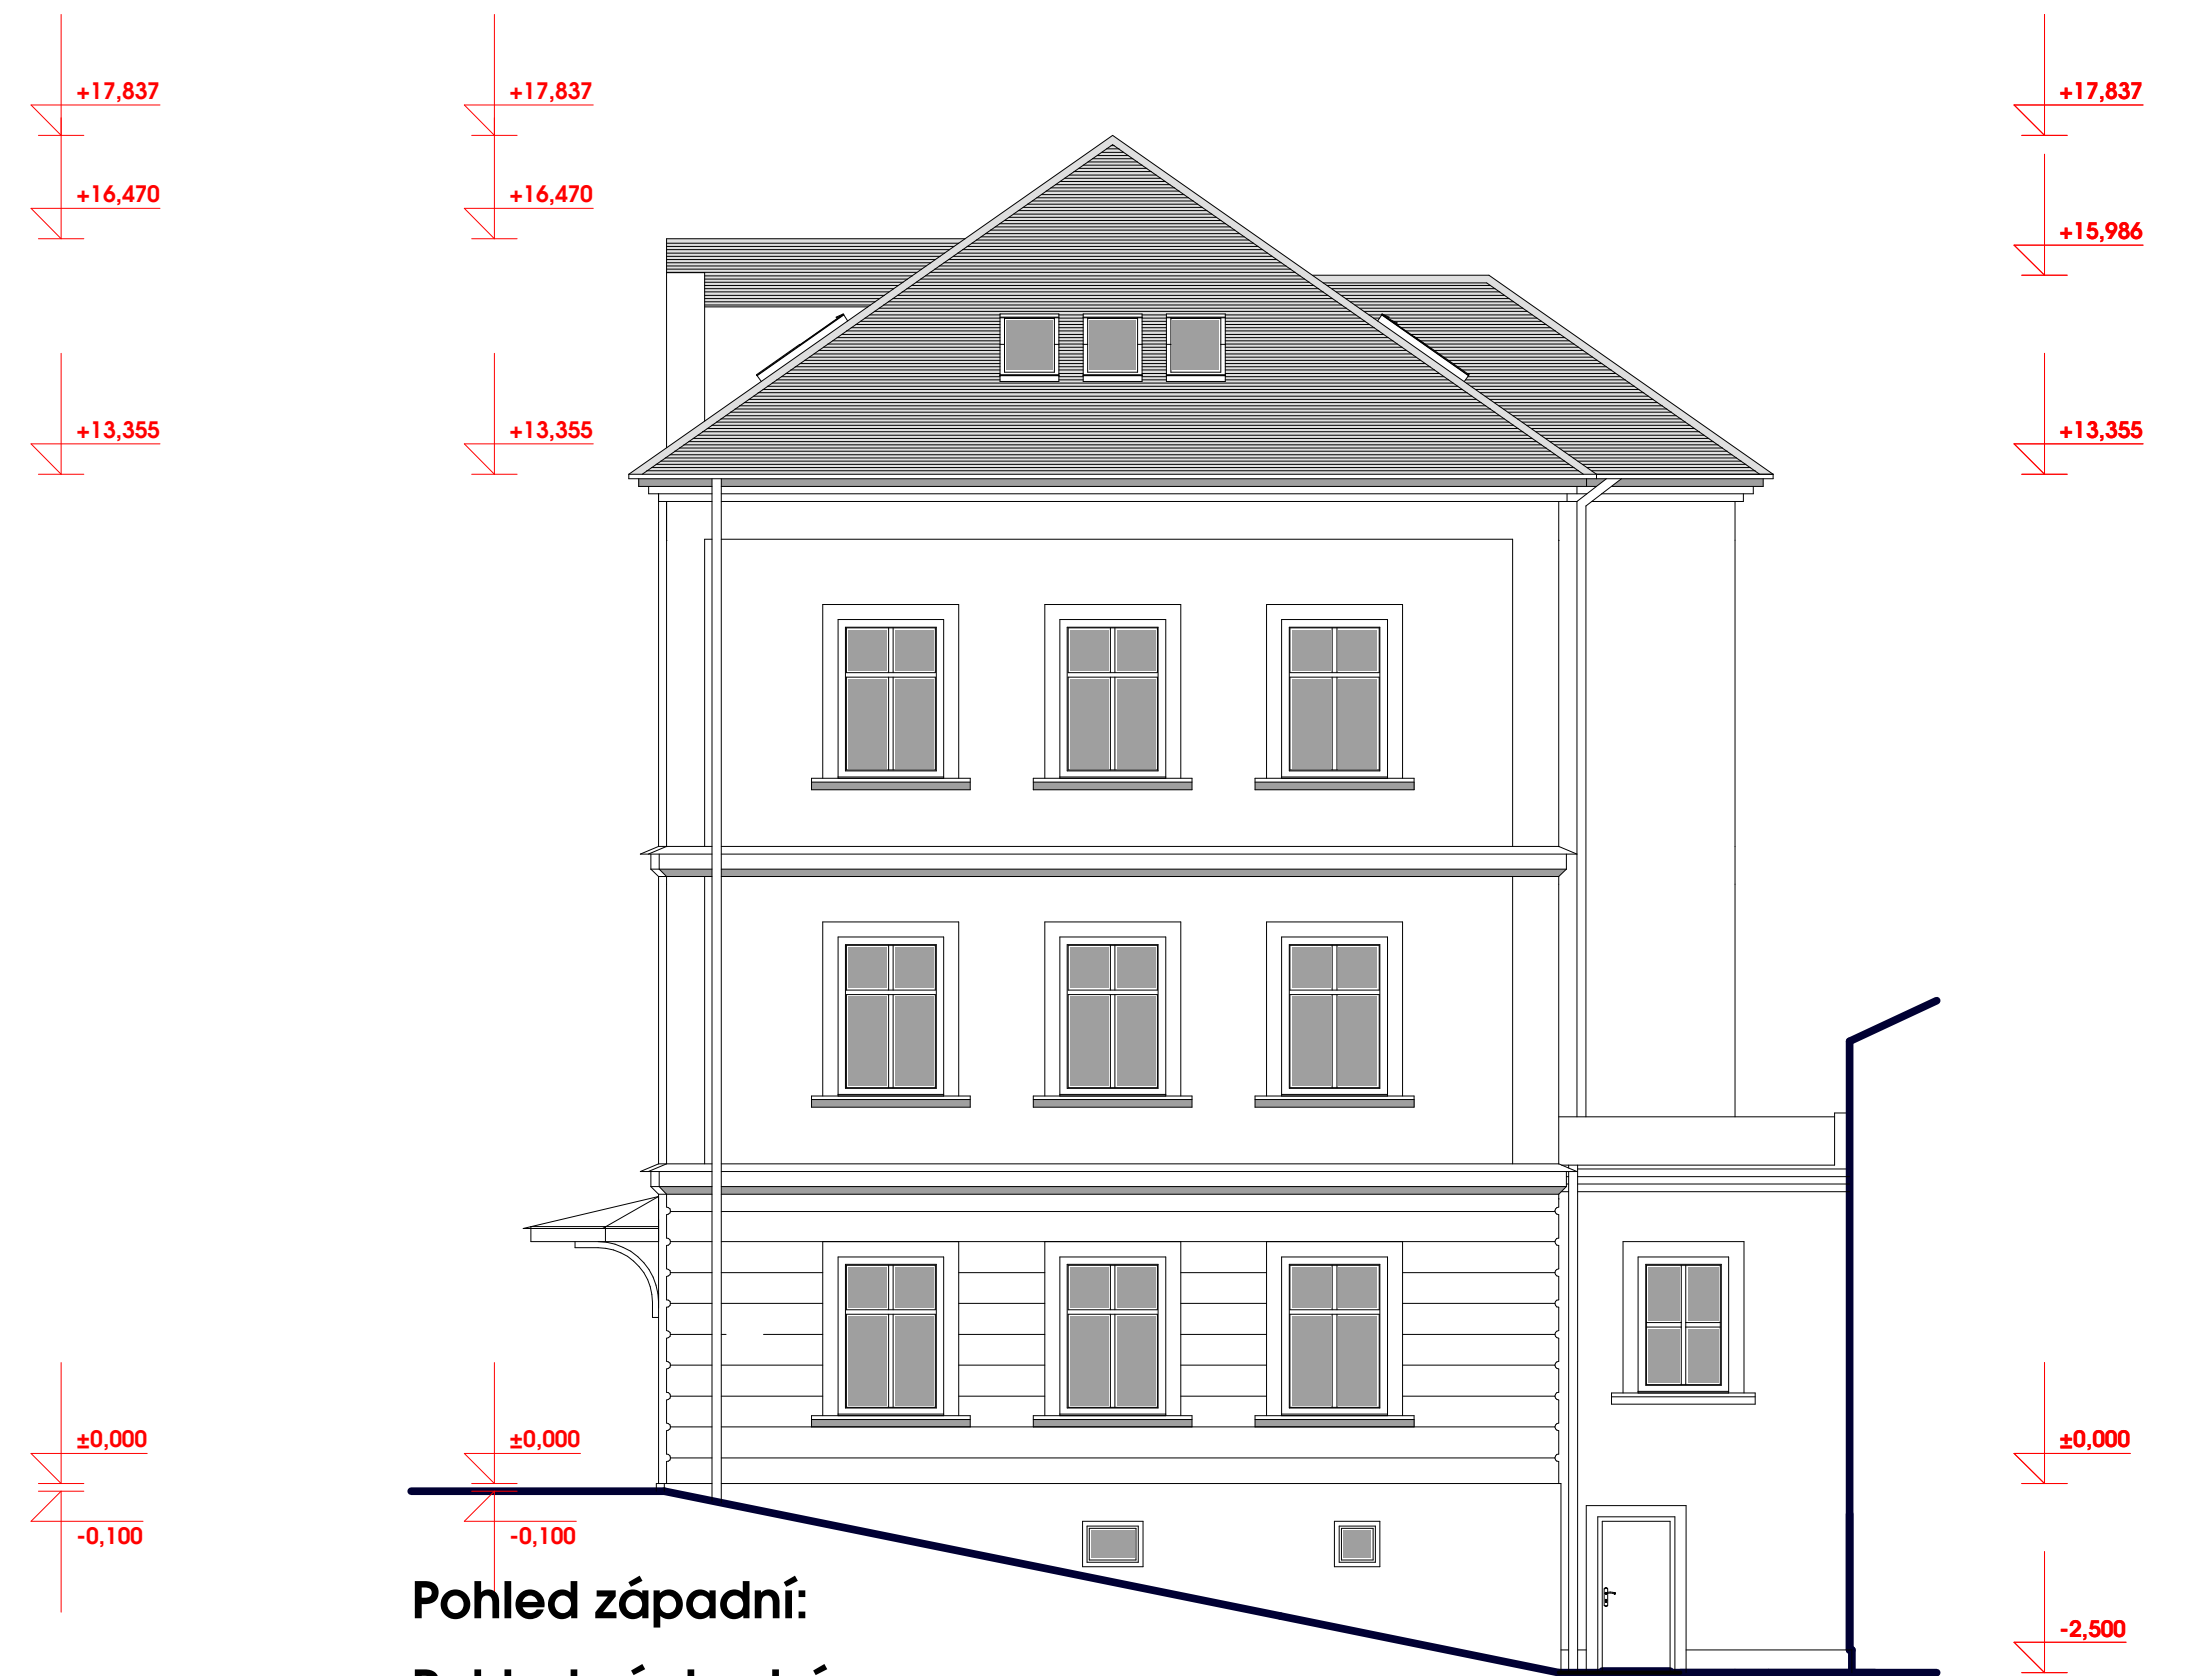 +17,837 +17,837 +17,837
+16,470 +16,470
+15,986
+13,355 +13,355 +13,355
±0,000 ±0,000 ±0,000
-0,100 -0,100
Pohled západní:
-2,500